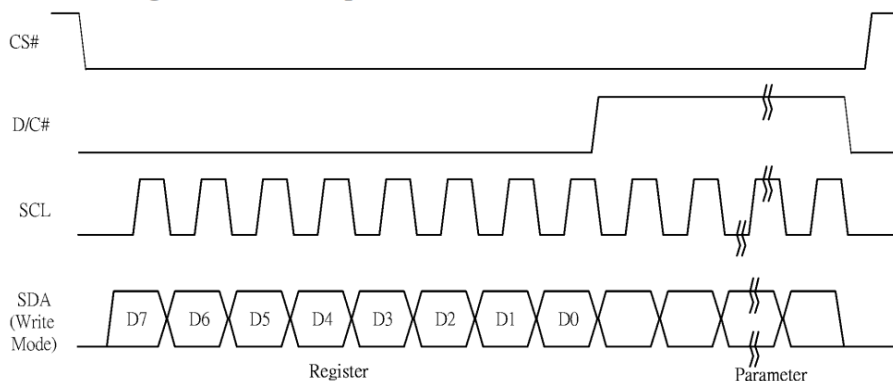 CS#
D/C#
SCL
SDA
(Write
Mode)
D7 D6 D5 D4 D3 D2 D1 D0
Register Parameter